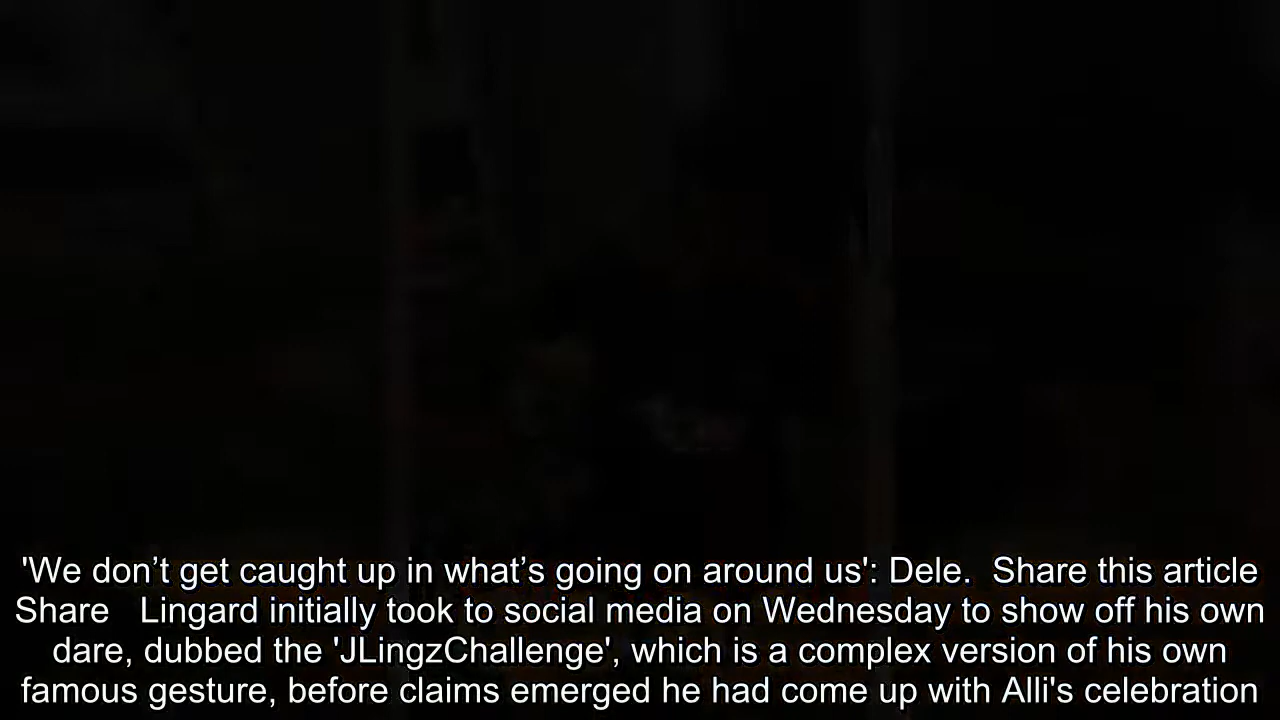 'We don’t get caught up in what’s going on around us': Dele.  Share this article
Share   Lingard initially took to social media on Wednesday to show off his own
dare, dubbed the 'JLingzChallenge', which is a complex version of his own
famous gesture, before claims emerged he had come up with Alli's celebration